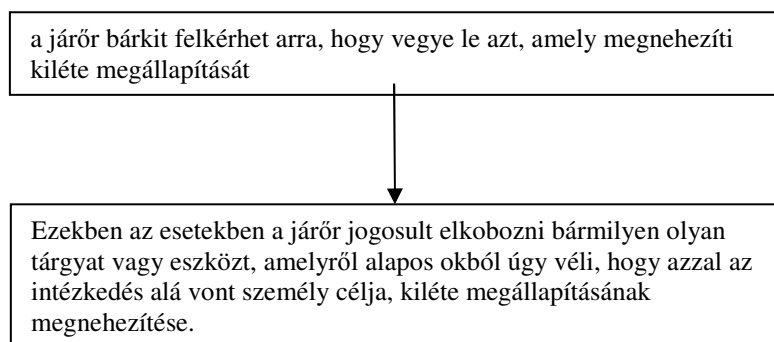 a járőr bárkit felkérhet arra, hogy vegye le azt, amely megnehezíti
kiléte megállapítását
Ezekben az esetekben a járőr jogosult elkobozni bármilyen olyan
tárgyat vagy eszközt, amelyről alapos okból úgy véli, hogy azzal az
intézkedés alá vont személy célja, kiléte megállapításának
megnehezítése.